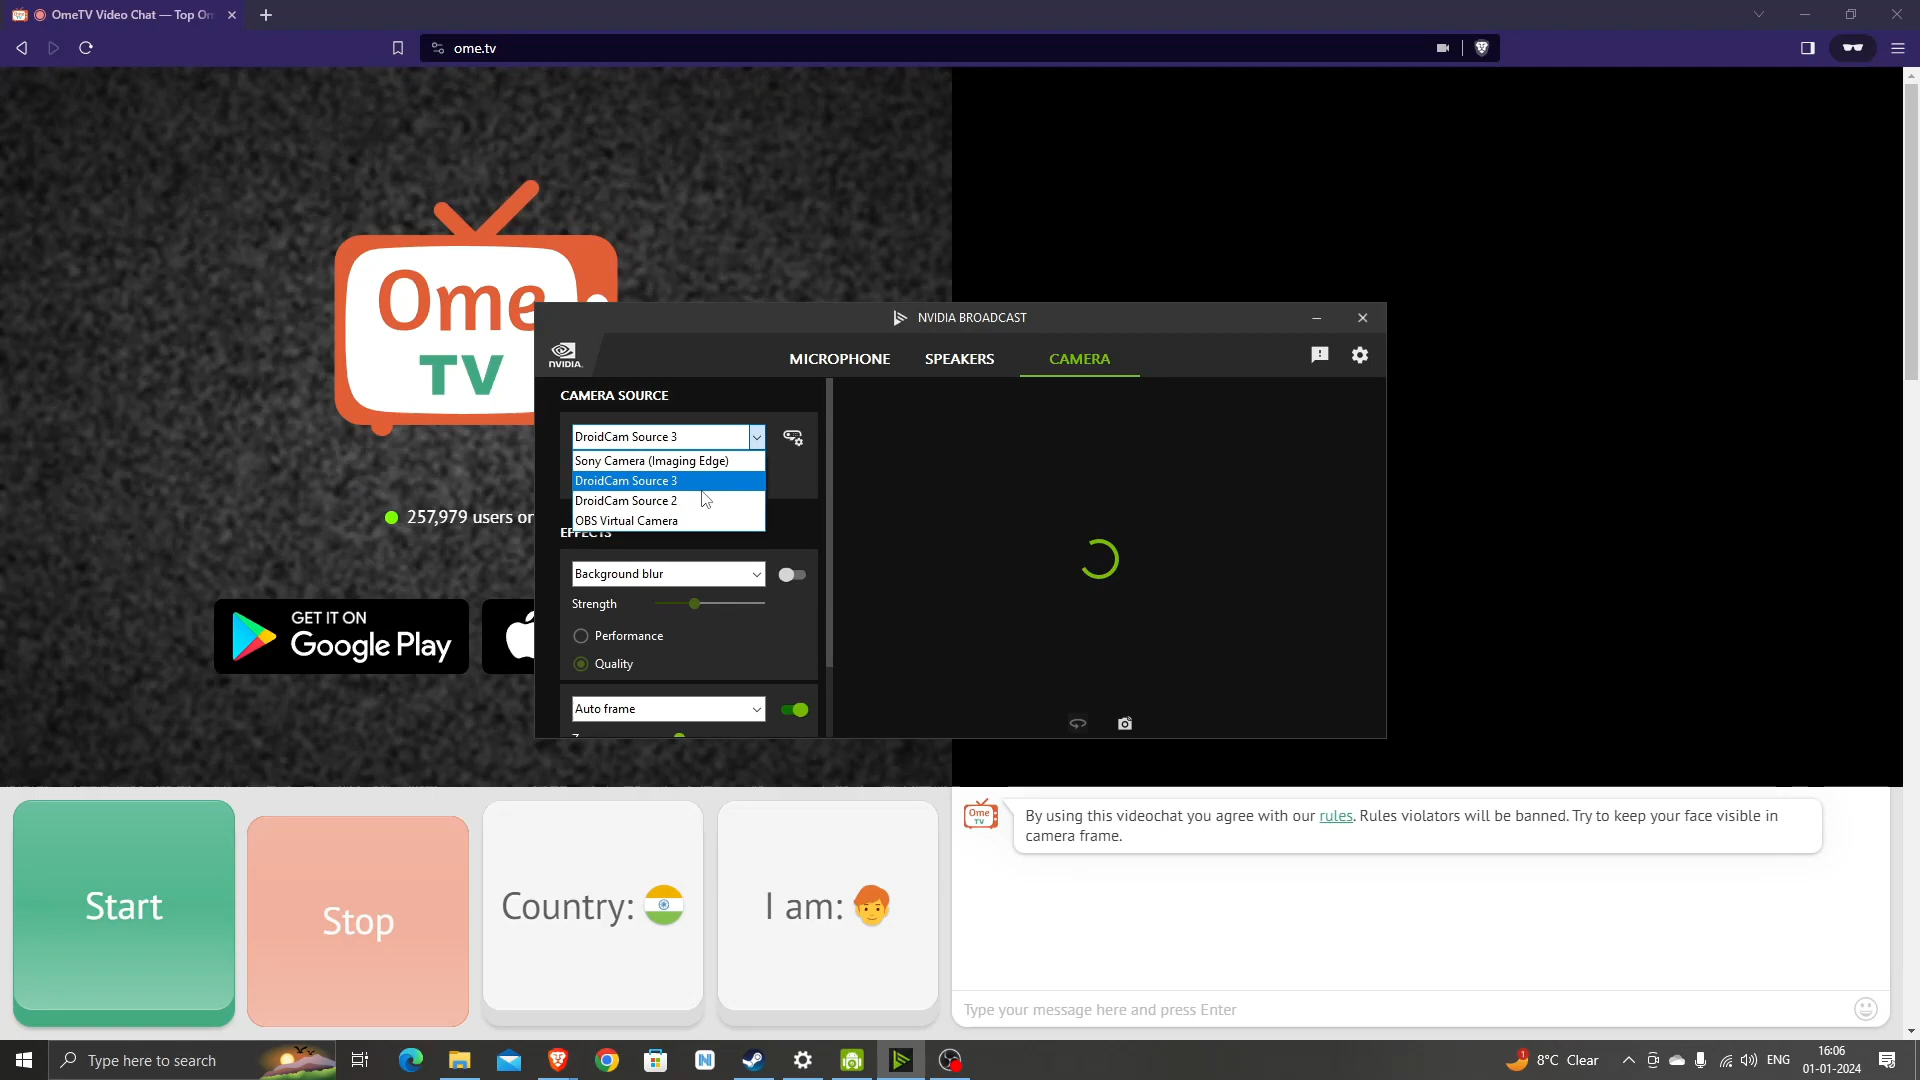 OmeTV Video Chat — Top Om
ome.tv
Ome
TV
257,979 users on
GET IT ON
Google Play
NVIDIA BROADCAST
NVIDIA.
MICROPHONE
SPEAKERS
CAMERA
CAMERA SOURCE
DroidCam Source 3
Sony Camera (Imaging Edge)
DroidCam Source 3
DroidCam Source 2
OBS Virtual Camera
EFFECTS
Background blur
Strength
Performance
Quality
Auto frame
Start
Stop
Country:
I am:
Ome
TV
By using this videochat you agree with our rules. Rules violators will be banned. Try to keep your face visible in
camera frame.
Type your message here and press Enter
Type here to search
1
8°C Clear
ENG
16:06
01-01-2024